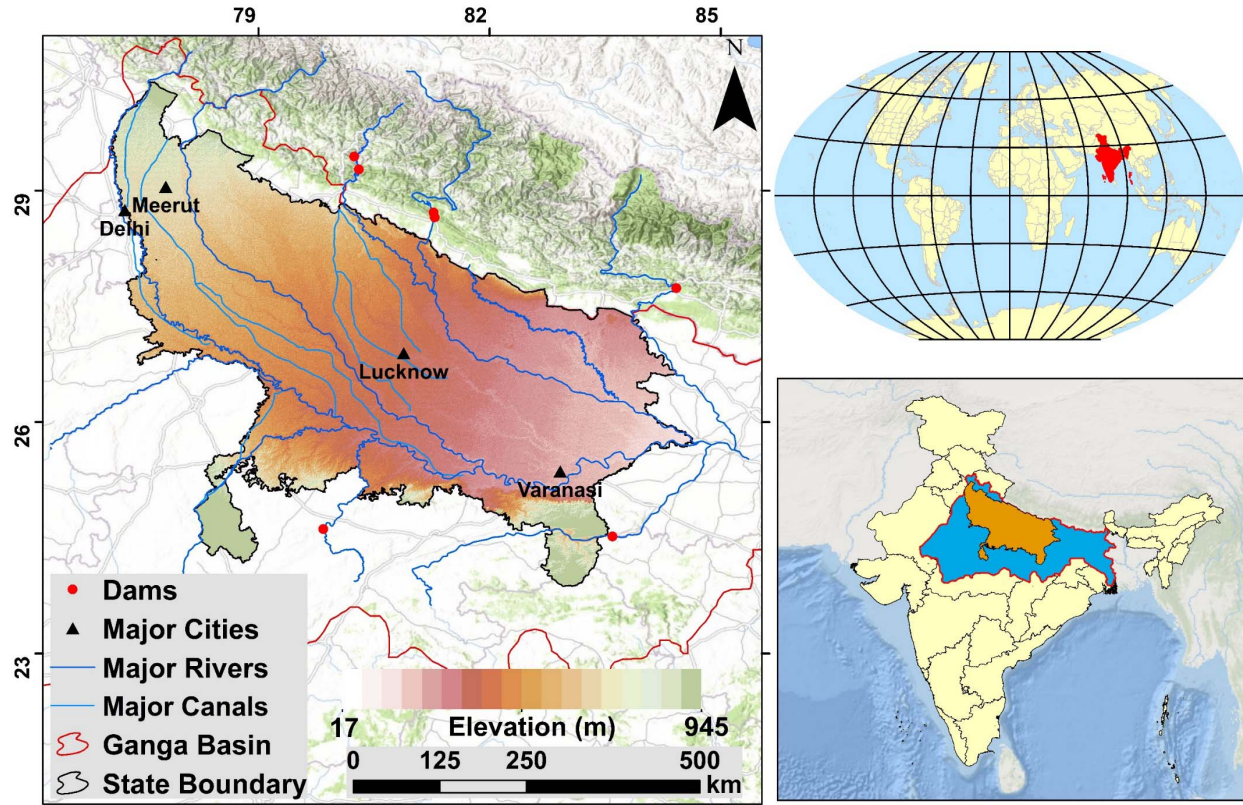 79 82 85
N
29
26
23
Meerut
Delhi
Lucknow
Varanasi
Dams
Major Cities
Major Rivers
Major Canals
Ganga Basin
State Boundary
17 Elevation (m) 945
0 125 250 500
km